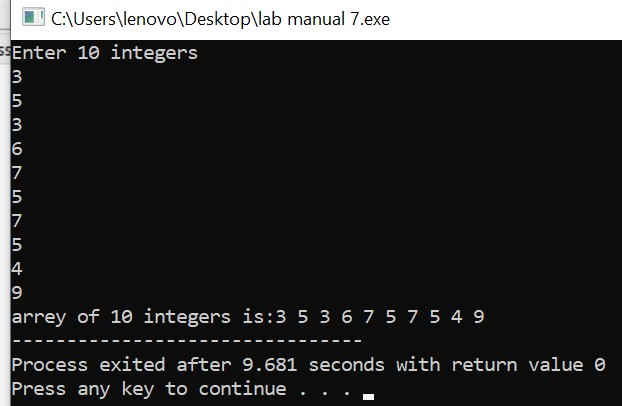 C:\Users\lenovo\Desktop\lab manual 7.exe
Enter 10 integers
3
5
3
6
7
5
7
5
4
9
arrey of 10 integers is:3 5 3 6 7 5 7 5 4 9
--------------------------------
Process exited after 9.681 seconds with return value 0
Press any key to continue . . .